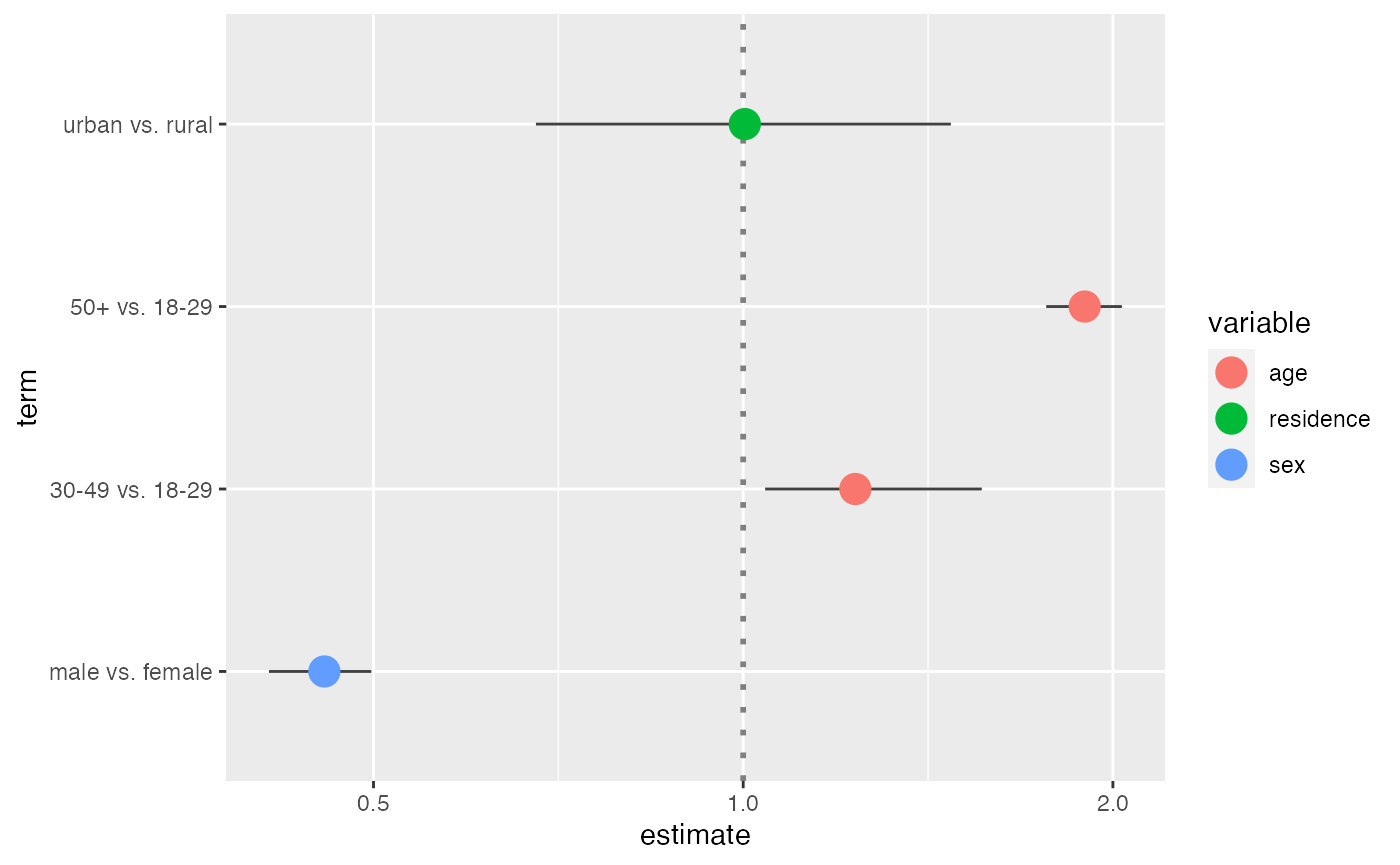 urban vs. rural
50+ vs. 18-29
30-49 vs. 18-29
male vs. female
term
0.5
1.0
2.0
estimate
variable
age
residence
sex